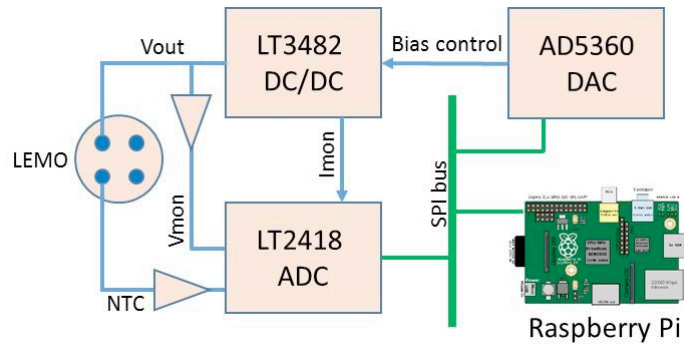 Vout
LT3482
DC/DC
Bias control
AD5360
DAC
LEMO
Imon
SPI bus
Vmon
LT2418
ADC
NTC
Raspberry Pi